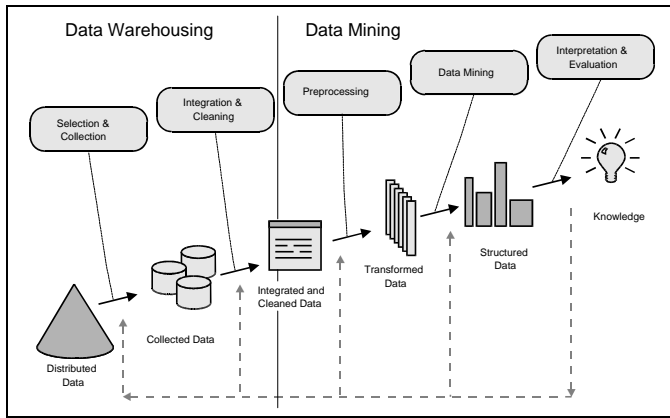 Data Warehousing
Data Mining
Selection &
Collection
Integration &
Cleaning
Preprocessing
Data Mining
Interpretation &
Evaluation
Distributed
Data
Collected Data
Integrated and
Cleaned Data
Transformed
Data
Structured
Data
Knowledge